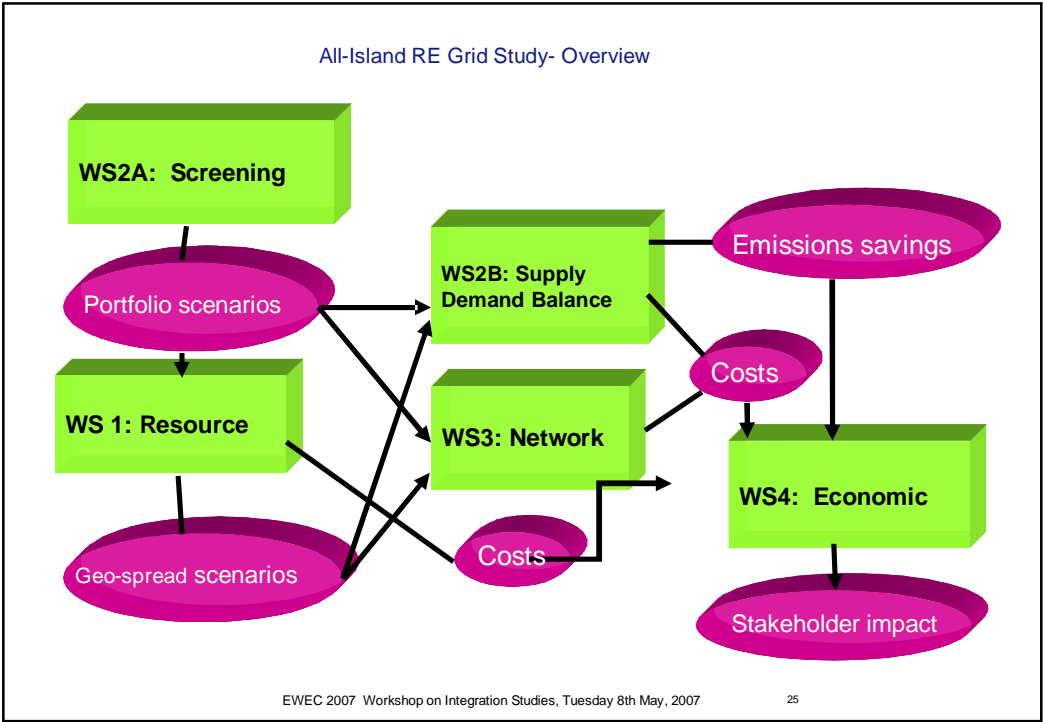 All-Island RE Grid Study- Overview
WS2A:  Screening
Portfolio scenarios
WS 1: Resource
Geo-spread scenarios
WS2B: Supply
Demand Balance
WS3: Network
Costs
Emissions savings
Costs
WS4:  Economic
Stakeholder impact
EWEC 2007  Workshop on Integration Studies, Tuesday 8th May, 2007
25